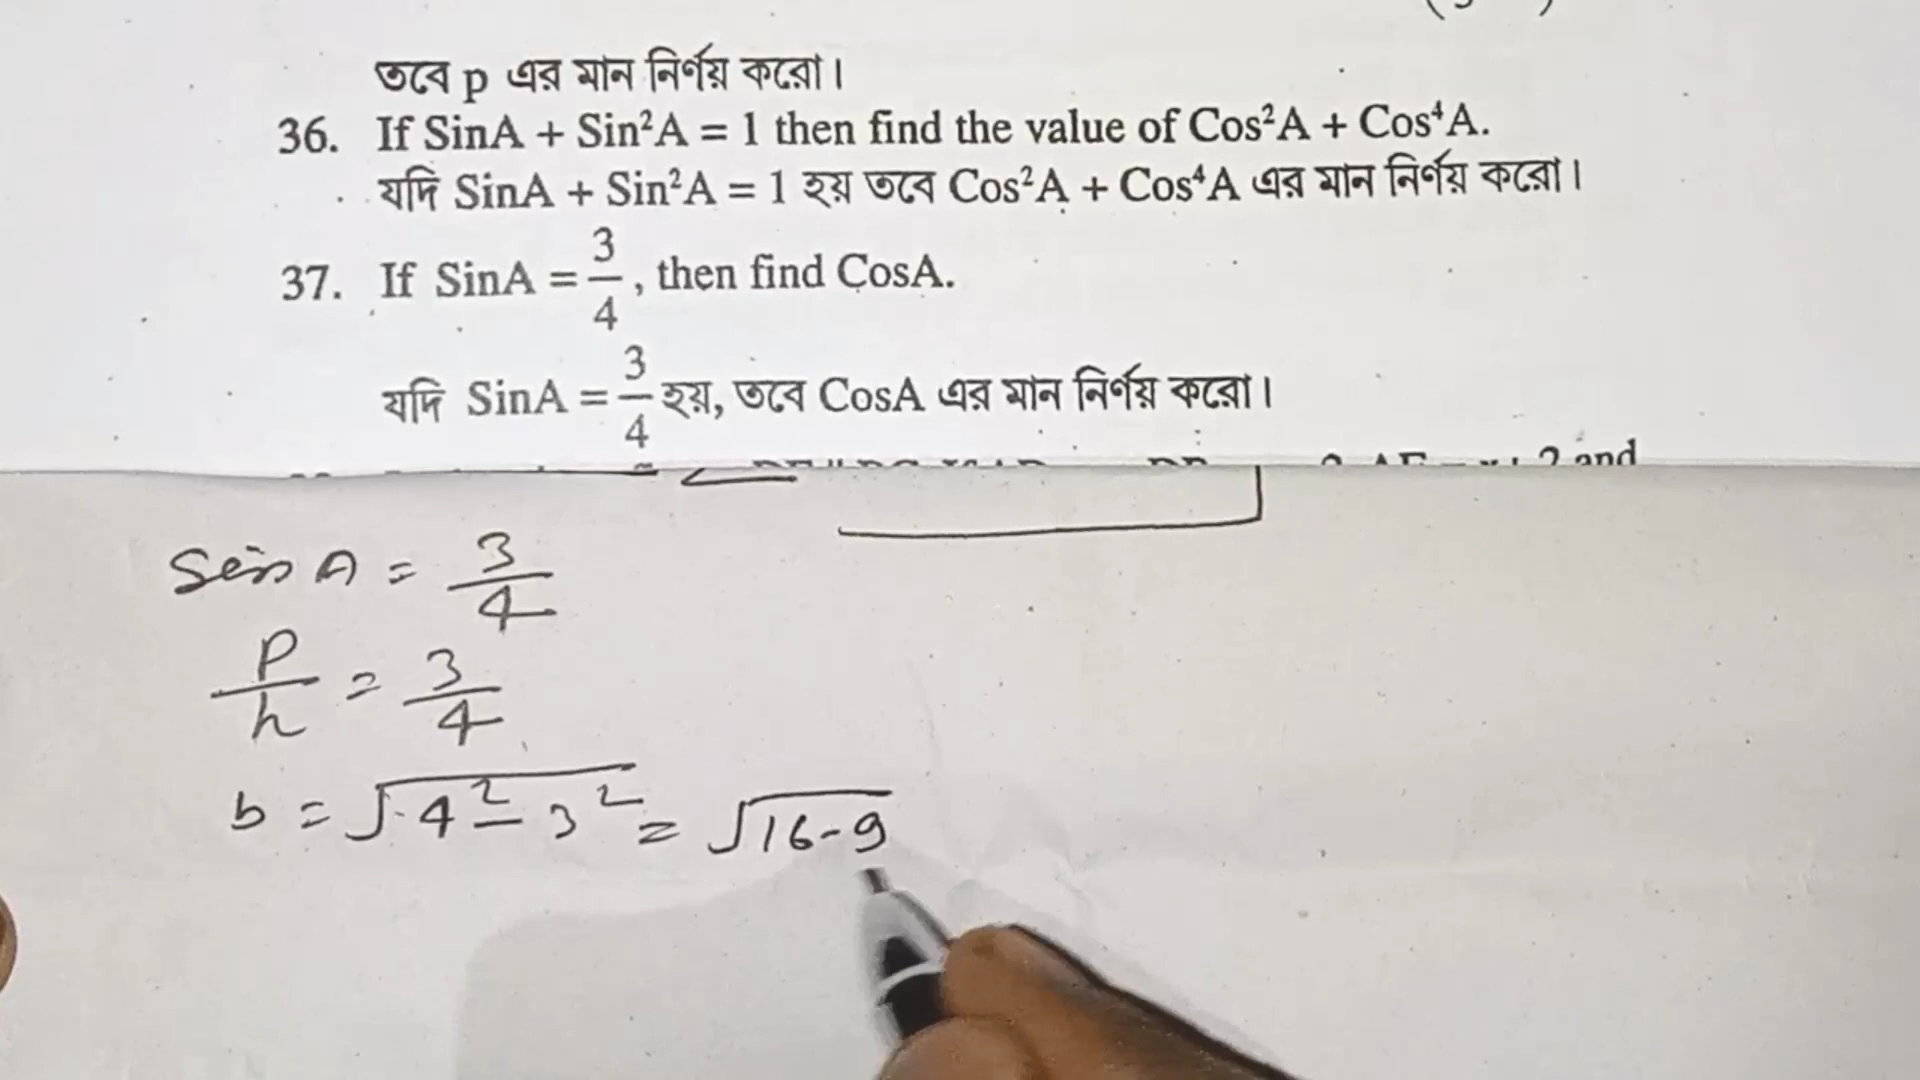 তবে p এর মান নির্ণয় করো।
36. If SinA + Sin²A = 1 then find the value of Cos²A + Cos⁴A.
যদি SinA + Sin²A = 1 হয় তবে Cos²A + Cos⁴A এর মান নির্ণয় করো।
37. If SinA = 3/4, then find CosA.
যদি SinA = 3/4 হয়, তবে CosA এর মান নির্ণয় করো।
2 and
Sin A = 3/4
P/h = 3/4
b = √4² - 3² = √16-9